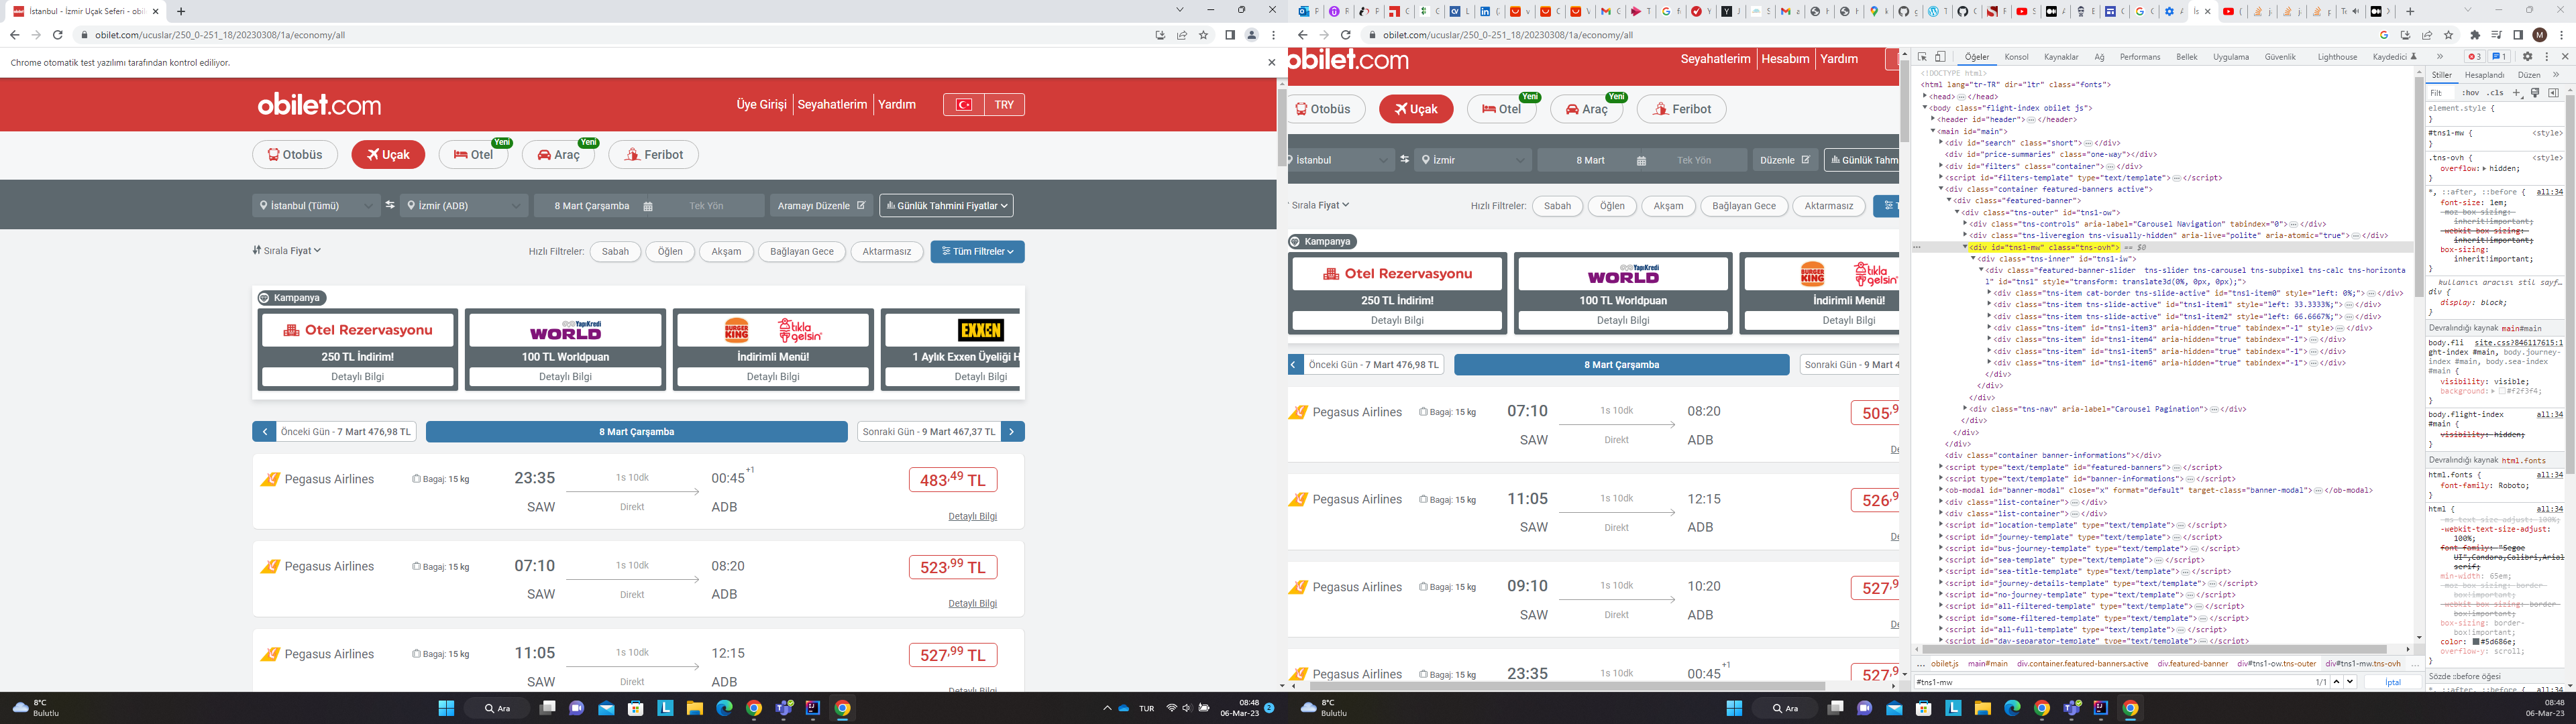 İstanbul - İzmir Uçak Seferi - obil
obilet.com/ucuslar/250_0-251_18/20230308/1a/economy/all
Chrome otomatik test yazılımı tarafından kontrol ediliyor.
obilet.com
Üye Girişi Seyahatlerim Yardım TRY
Otobüs Uçak Otel Yeni Araç Yeni Feribot
İstanbul (Tümü) İzmir (ADB) 8 Mart Çarşamba Tek Yön Aramayı Düzenle Günlük Tahmini Fiyatlar
Sırala Fiyat Hızlı Filtreler: Sabah Öğlen Akşam Bağlayan Gece Aktarmasız Tüm Filtreler
Kampanya
Otel Rezervasyonu YapıKredi WORLD BURGER KING tıkla gelsin EXXEN
250 TL İndirim! 100 TL Worldpuan İndirimli Menü! 1 Aylık Exxen Üyeliği H
Detaylı Bilgi Detaylı Bilgi Detaylı Bilgi Detaylı Bilgi
Önceki Gün - 7 Mart 476,98 TL 8 Mart Çarşamba Sonraki Gün - 9 Mart 467,37 TL
Pegasus Airlines Bagaj: 15 kg 23:35 1s 10dk 00:45 +1 483,49 TL
SAW Direkt ADB
Detaylı Bilgi
Pegasus Airlines Bagaj: 15 kg 07:10 1s 10dk 08:20 523,99 TL
SAW Direkt ADB
Detaylı Bilgi
Pegasus Airlines Bagaj: 15 kg 11:05 1s 10dk 12:15 527,99 TL
SAW Direkt ADB
Detaylı Bilgi
8°C
Bulutlu
Ara
TUR
08:48
06-Mar-23
2
obilet.com/ucuslar/250_0-251_18/20230308/1a/economy/all
obilet.com
Seyahatlerim Hesabım Yardım
Otobüs Uçak Otel Yeni Araç Yeni Feribot
İstanbul İzmir 8 Mart Tek Yön Düzenle Günlük Tahm
Sırala Fiyat Hızlı Filtreler: Sabah Öğlen Akşam Bağlayan Gece Aktarmasız
Kampanya
Otel Rezervasyonu YapıKredi WORLD BURGER KING tıkla gelsin
250 TL İndirim! 100 TL Worldpuan İndirimli Menü!
Detaylı Bilgi Detaylı Bilgi Detaylı Bilgi
Önceki Gün - 7 Mart 476,98 TL 8 Mart Çarşamba Sonraki Gün - 9 Mart 4
Pegasus Airlines Bagaj: 15 kg 07:10 1s 10dk 08:20 505,9
SAW Direkt ADB
De
Pegasus Airlines Bagaj: 15 kg 11:05 1s 10dk 12:15 526,9
SAW Direkt ADB
De
Pegasus Airlines Bagaj: 15 kg 09:10 1s 10dk 10:20 527,9
SAW Direkt ADB
De
Pegasus Airlines Bagaj: 15 kg 23:35 1s 10dk 00:45 +1 527,9
Öğeler Konsol Kaynaklar Ağ Performans Bellek Uygulama Güvenlik Lighthouse Kaydedici 3 1
<!DOCTYPE html>
<html lang="tr-TR" dir="ltr" class="fonts">
<head></head>
<body class="flight-index obilet js">
<header id="header"></header>
<main id="main">
<div id="search" class="short"></div>
<div id="price-summaries" class="one-way"></div>
<div id="filters" class="container"></div>
<script id="filters-template" type="text/template"></script>
<div class="container featured-banners active">
<div class="featured-banner">
<div class="tns-outer" id="tns1-ow">
<div class="tns-controls" aria-label="Carousel Navigation" tabindex="0"></div>
<div class="tns-liveregion tns-visually-hidden" aria-live="polite" aria-atomic="true"></div>
<div id="tns1-mw" class="tns-ovh"> == $0
<div class="tns-inner" id="tns1-iw">
<div class="featured-banner-slider tns-slider tns-carousel tns-subpixel tns-calc tns-horizonta
l" id="tns1" style="transform: translate3d(0%, 0px, 0px);">
<div class="tns-item cat-border tns-slide-active" id="tns1-item0" style="left: 0%;"></div>
<div class="tns-item tns-slide-active" id="tns1-item1" style="left: 33.3333%;"></div>
<div class="tns-item tns-slide-active" id="tns1-item2" style="left: 66.6667%;"></div>
<div class="tns-item" id="tns1-item3" aria-hidden="true" tabindex="-1" style></div>
<div class="tns-item" id="tns1-item4" aria-hidden="true" tabindex="-1"></div>
<div class="tns-item" id="tns1-item5" aria-hidden="true" tabindex="-1"></div>
<div class="tns-item" id="tns1-item6" aria-hidden="true" tabindex="-1"></div>
</div>
</div>
</div>
<div class="tns-nav" aria-label="Carousel Pagination"></div>
</div>
</div>
</div>
<div class="container banner-informations"></div>
<script type="text/template" id="featured-banners"></script>
<script type="text/template" id="banner-informations"></script>
<ob-modal id="banner-modal" close="x" format="default" target-class="banner-modal"></ob-modal>
<div class="list-container"></div>
<div class="list-container"></div>
<script id="location-template" type="text/template"></script>
<script id="journey-template" type="text/template"></script>
<script id="bus-journey-template" type="text/template"></script>
<script id="sea-template" type="text/template"></script>
<script id="sea-title-template" type="text/template"></script>
<script id="journey-details-template" type="text/template"></script>
<script id="no-journey-template" type="text/template"></script>
<script id="all-filtered-template" type="text/template"></script>
<script id="some-filtered-template" type="text/template"></script>
<script id="all-full-template" type="text/template"></script>
<script id="day-separator-template" type="text/template"></script>
... obilet.js main#main div.container.featured-banners.active div.featured-banner div#tns1-ow.tns-outer div#tns1-mw.tns-ovh ...
#tns1-mw 1/1 İptal
Stiller Hesaplandı Düzen
Filt :hov .cls
element.style {
}
#tns1-mw { <style>
}
.tns-ovh { <style>
overflow: hidden;
}
*, ::after, ::before { all:34
font-size: 1em;
-moz-box-sizing:
inherit!important;
-webkit-box-sizing:
inherit!important;
box-sizing:
inherit!important;
}
kullanıcı aracısı stil sayf…
div {
display: block;
}
Devralındığı kaynak main#main
body.fli site.css?846117615:1
ght-index #main, body.journey-
index #main, body.sea-index
#main {
visibility: visible;
background: #f2f3f4;
}
body.flight-index all:34
#main {
visibility: hidden;
}
Devralındığı kaynak html.fonts
html.fonts { all:34
font-family: Roboto;
}
html { all:34
-ms-text-size-adjust: 100%;
-webkit-text-size-adjust:
100%;
font-family: "Segoe
UI",Candara,Calibri,Arial
serif;
min-width: 65em;
-moz-box-sizing: border-
box!important;
-webkit-box-sizing: border-
box!important;
box-sizing: border-
box!important;
color: #5d686e;
overflow-y: scroll;
}
Sözde ::before öğesi
*, ::after, ::before { all:34
8°C
Bulutlu
Ara
08:48
06-Mar-23